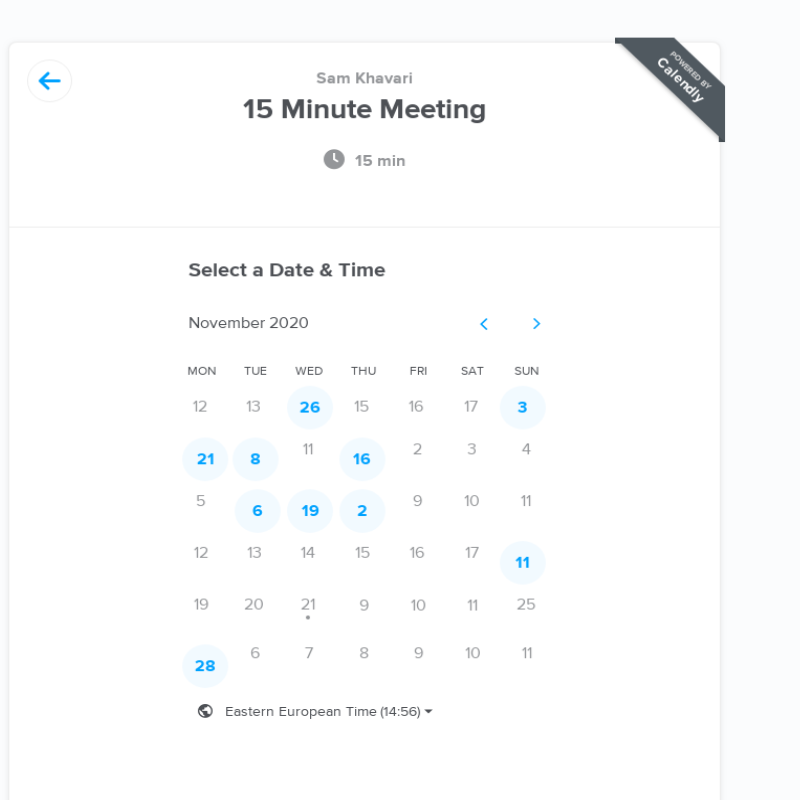 POWERED BY
Calendly
Sam Khavari
15 Minute Meeting
15 min
Select a Date & Time
November 2020
MON TUE WED THU FRI SAT SUN
12 13 26 15 16 17 3
21 8 11 16 2 3 4
5 6 19 2 9 10 11
12 13 14 15 16 17 11
19 20 21 9 10 11 25
28 6 7 8 9 10 11
Eastern European Time (14:56)